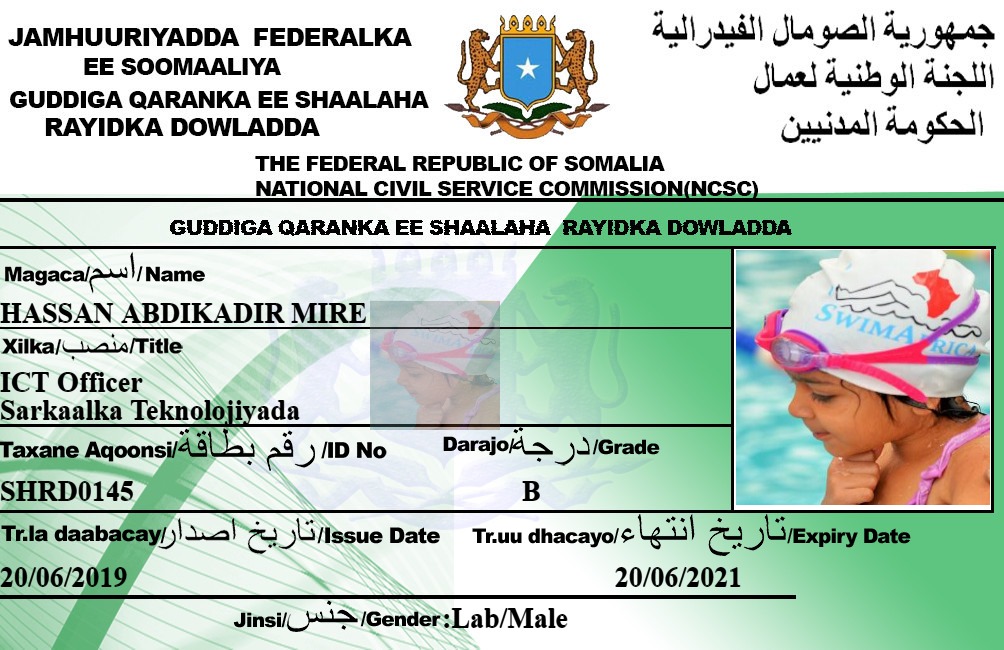 JAMHUURIYADDA FEDERALKA
EE SOOMAALIYA
GUDDIGA QARANKA EE SHAALAHA
RAYIDKA DOWLADDA
جمهورية الصومال الفيدرالية
اللجنة الوطنية لعمال
الحكومة المدنيين
THE FEDERAL REPUBLIC OF SOMALIA
NATIONAL CIVIL SERVICE COMMISSION(NCSC)
GUDDIGA QARANKA EE SHAALAHA RAYIDKA DOWLADDA
Magaca/اسم/Name
HASSAN ABDIKADIR MIRE
Xilka/منصب/Title
ICT Officer
Sarkaalka Teknolojiyada
Taxane Aqoonsi/رقم بطاقة/ID No
SHRD0145
Darajo/درجة/Grade
B
Tr.la daabacay/تاريخ اصدار/Issue Date
20/06/2019
Tr.uu dhacayo/تاريخ انتهاء/Expiry Date
20/06/2021
Jinsi/جنس/Gender:Lab/Male
SWIMAFRICA
SWIMA